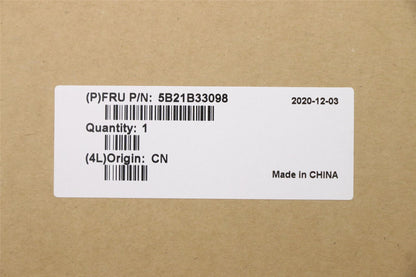 (P)FRU P/N: 5B21B33098
2020-12-03
Quantity: 1
(4L)Origin: CN
Made in CHINA